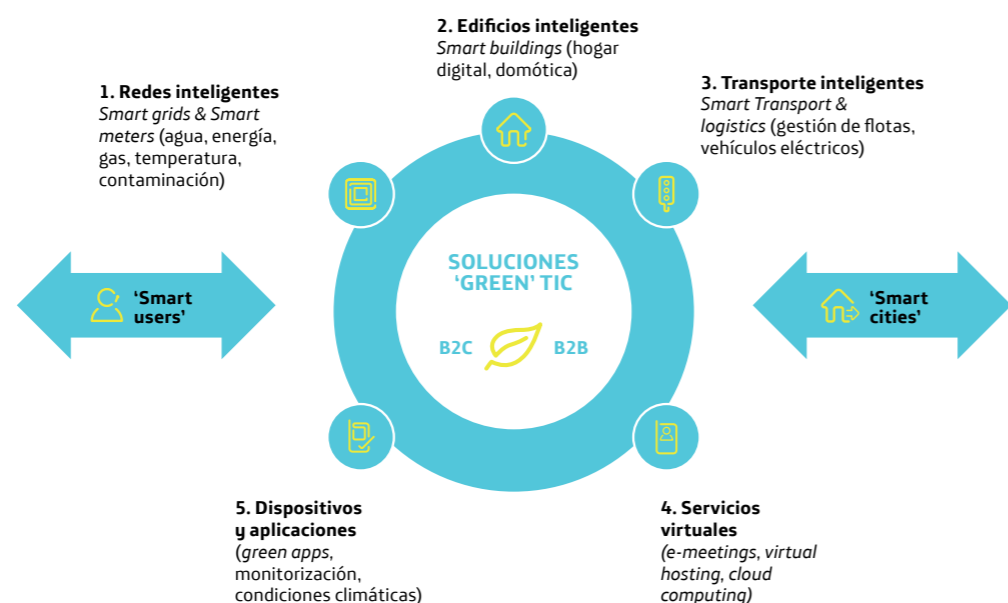 1. Redes inteligentes
Smart grids & Smart
meters (agua, energía,
gas, temperatura,
contaminación)
2. Edificios inteligentes
Smart buildings (hogar
digital, domótica)
3. Transporte inteligentes
Smart Transport &
logistics (gestión de flotas,
vehículos eléctricos)
‘Smart
users’
SOLUCIONES
‘GREEN’ TIC
B2C
B2B
‘Smart
cities’
5. Dispositivos
y aplicaciones
(green apps,
monitorización,
condiciones climáticas)
4. Servicios
virtuales
(e-meetings, virtual
hosting, cloud
computing)